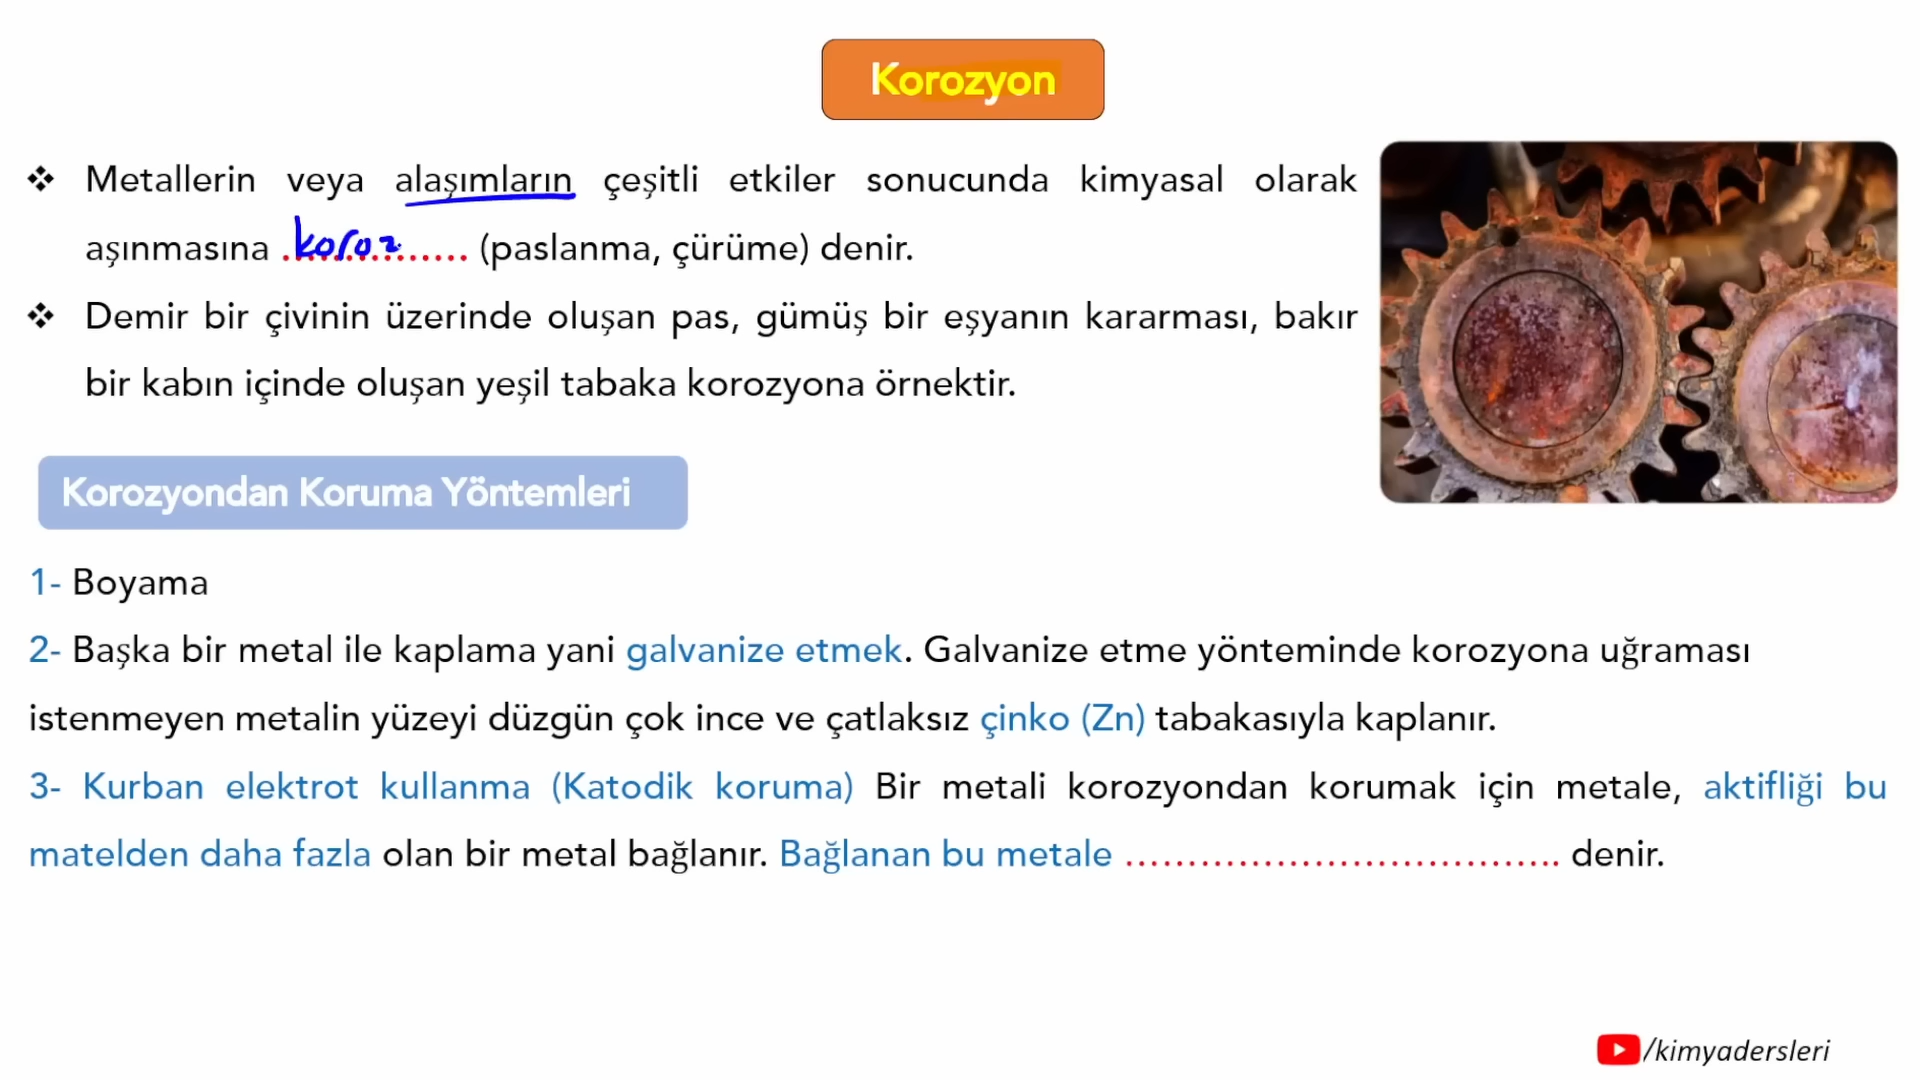 Korozyon
❖ Metallerin veya alaşımların çeşitli etkiler sonucunda kimyasal olarak
aşınmasına koroz.............. (paslanma, çürüme) denir.
❖ Demir bir çivinin üzerinde oluşan pas, gümüş bir eşyanın kararması, bakır
bir kabın içinde oluşan yeşil tabaka korozyona örnektir.
Korozyondan Koruma Yöntemleri
1- Boyama
2- Başka bir metal ile kaplama yani galvanize etmek. Galvanize etme yönteminde korozyona uğraması
istenmeyen metalin yüzeyi düzgün çok ince ve çatlaksız çinko (Zn) tabakasıyla kaplanır.
3- Kurban elektrot kullanma (Katodik koruma) Bir metali korozyondan korumak için metale, aktifliği bu
matelden daha fazla olan bir metal bağlanır. Bağlanan bu metale ................................... denir.
/kimyadersleri